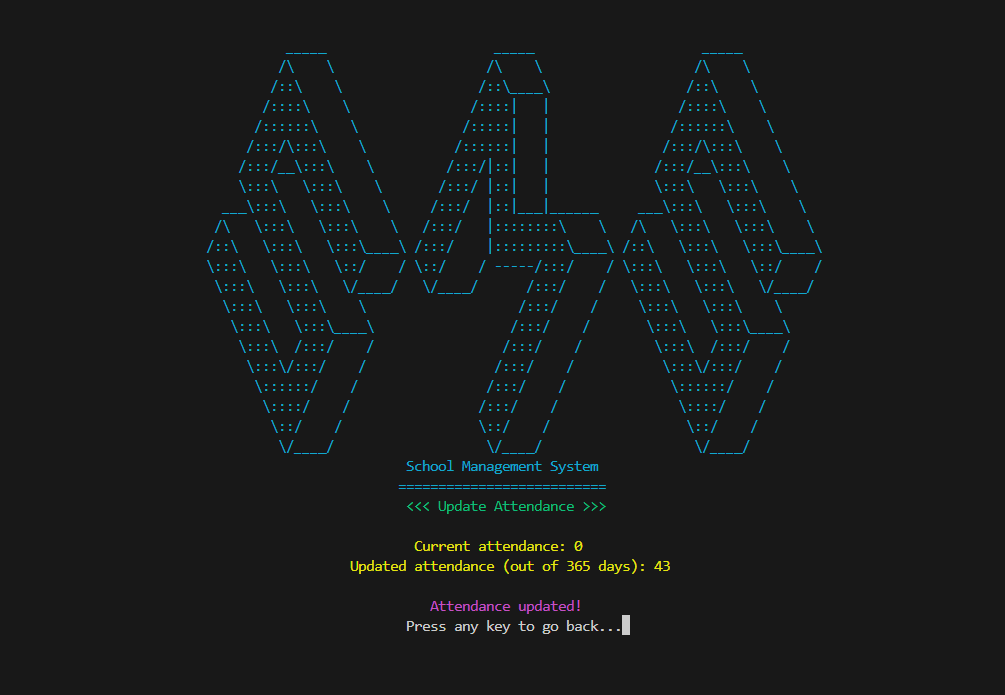 SMS
School Management System
==========================
<<< Update Attendance >>>
Current attendance: 0
Updated attendance (out of 365 days): 43
Attendance updated!
Press any key to go back...